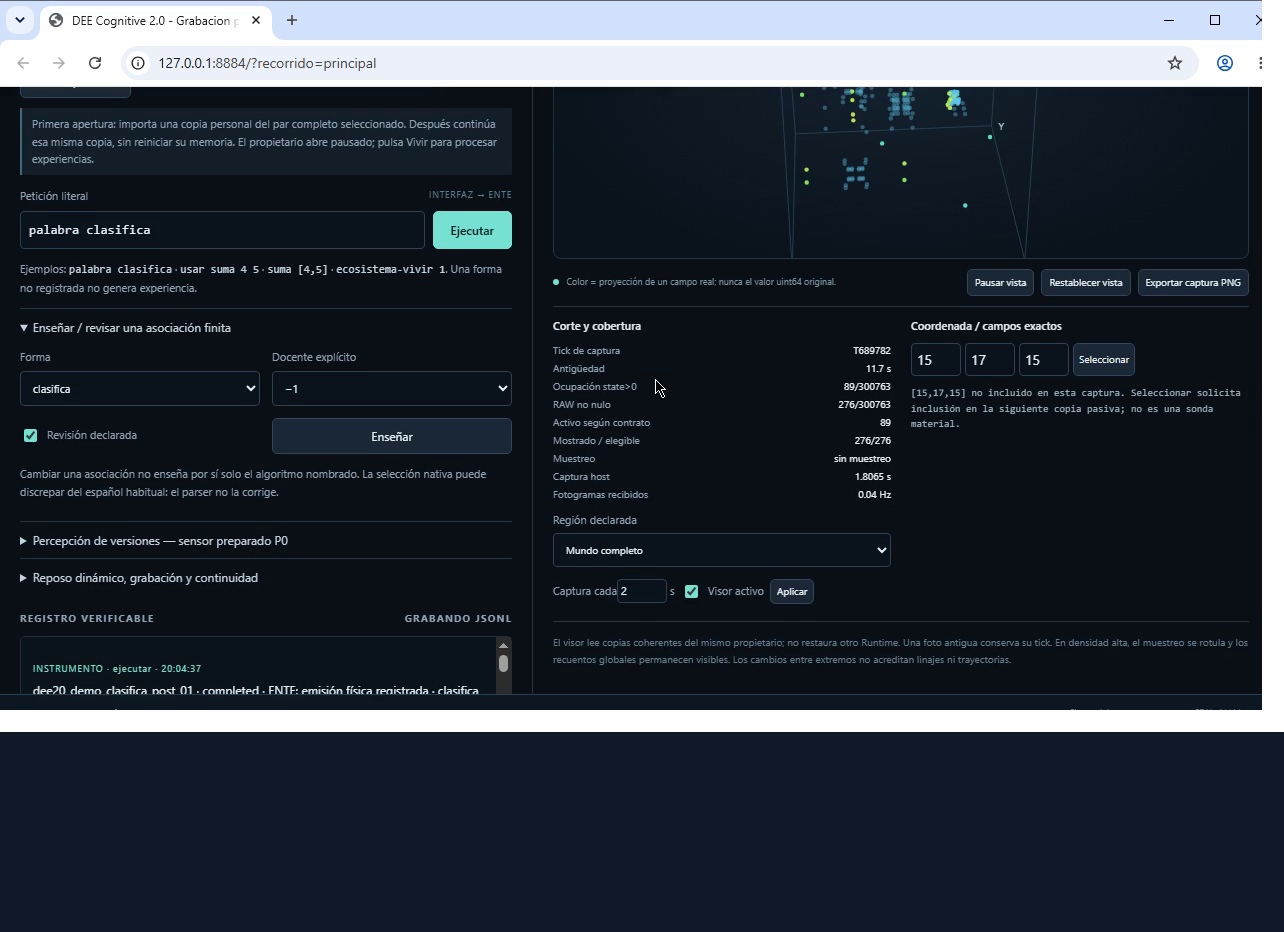 DEE Cognitive 2.0 - Grabacion
127.0.0.1:8884/?recorrido=principal
Primera apertura: importa una copia personal del par completo seleccionado. Después continúa
esa misma copia, sin reiniciar su memoria. El propietario abre pausado; pulsa Vivir para procesar
experiencias.
Petición literal
INTERFAZ → ENTE
palabra clasifica
Ejecutar
Ejemplos: palabra clasifica · usar suma 4 5 · suma [4,5] · ecosistema-vivir 1. Una forma
no registrada no genera experiencia.
▼ Enseñar / revisar una asociación finita
Forma
Docente explícito
clasifica
−1
Revisión declarada
Enseñar
Cambiar una asociación no enseña por sí solo el algoritmo nombrado. La selección nativa puede
discrepar del español habitual: el parser no la corrige.
▶ Percepción de versiones — sensor preparado P0
▶ Reposo dinámico, grabación y continuidad
REGISTRO VERIFICABLE
GRABANDO JSONL
INSTRUMENTO · ejecutar · 20:04:37
dee20_demo_clasifica_post_01 · completed · ENTE: emisión física registrada · clasifica
Y
Color = proyección de un campo real; nunca el valor uint64 original.
Pausar vista
Restablecer vista
Exportar captura PNG
Corte y cobertura
Tick de captura T689782
Antigüedad 11.7 s
Ocupación state>0 89/300763
RAW no nulo 276/300763
Activo según contrato 89
Mostrado / elegible 276/276
Muestreo sin muestreo
Captura host 1.8065 s
Fotogramas recibidos 0.04 Hz
Región declarada
Mundo completo
Captura cada 2 s Visor activo Aplicar
Coordenada / campos exactos
15 17 15 Seleccionar
[15,17,15] no incluido en esta captura. Seleccionar solicita
inclusión en la siguiente copia pasiva; no es una sonda
material.
El visor lee copias coherentes del mismo propietario; no restaura otro Runtime. Una foto antigua conserva su tick. En densidad alta, el muestreo se rotula y los
recuentos globales permanecen visibles. Los cambios entre extremos no acreditan linajes ni trayectorias.